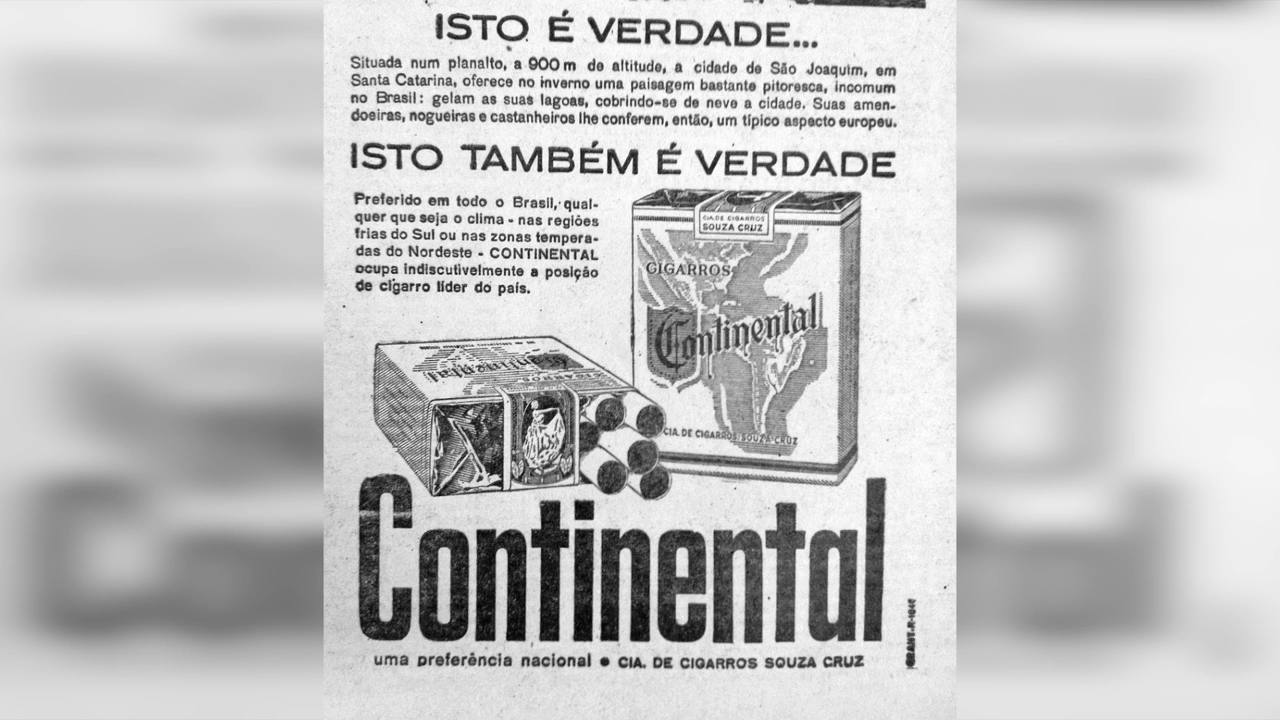 ISTO É VERDADE...
Situada num planalto, a 900 m de altitude, a cidade de São Joaquim, em
Santa Catarina, oferece no inverno uma paisagem bastante pitoresca, incomum
no Brasil: gelam as suas lagoas, cobrindo-se de neve a cidade. Suas amen-
doeiras, nogueiras e castanheiros lhe conferem, então, um típico aspecto europeu.
ISTO TAMBÉM É VERDADE
Preferido em todo o Brasil, qual-
quer que seja o clima - nas regiões
frias do Sul ou nas zonas tempera-
das do Nordeste - CONTINENTAL
ocupa indiscutivelmente a posição
de cigarro líder do país.
CIA. DE CIGARROS
SOUZA CRUZ
CIGARROS
Continental
CIA. DE CIGARROS SOUZA CRUZ
Continental
CIGARROS
Continental
uma preferência nacional • CIA. DE CIGARROS SOUZA CRUZ